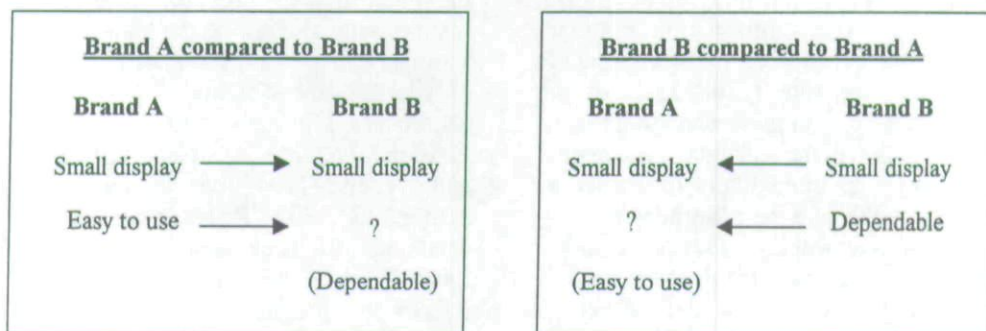 Brand A compared to Brand B
Brand A Brand B
Small display Small display
Easy to use ?
(Dependable)
Brand B compared to Brand A
Brand A Brand B
Small display Small display
? Dependable
(Easy to use)